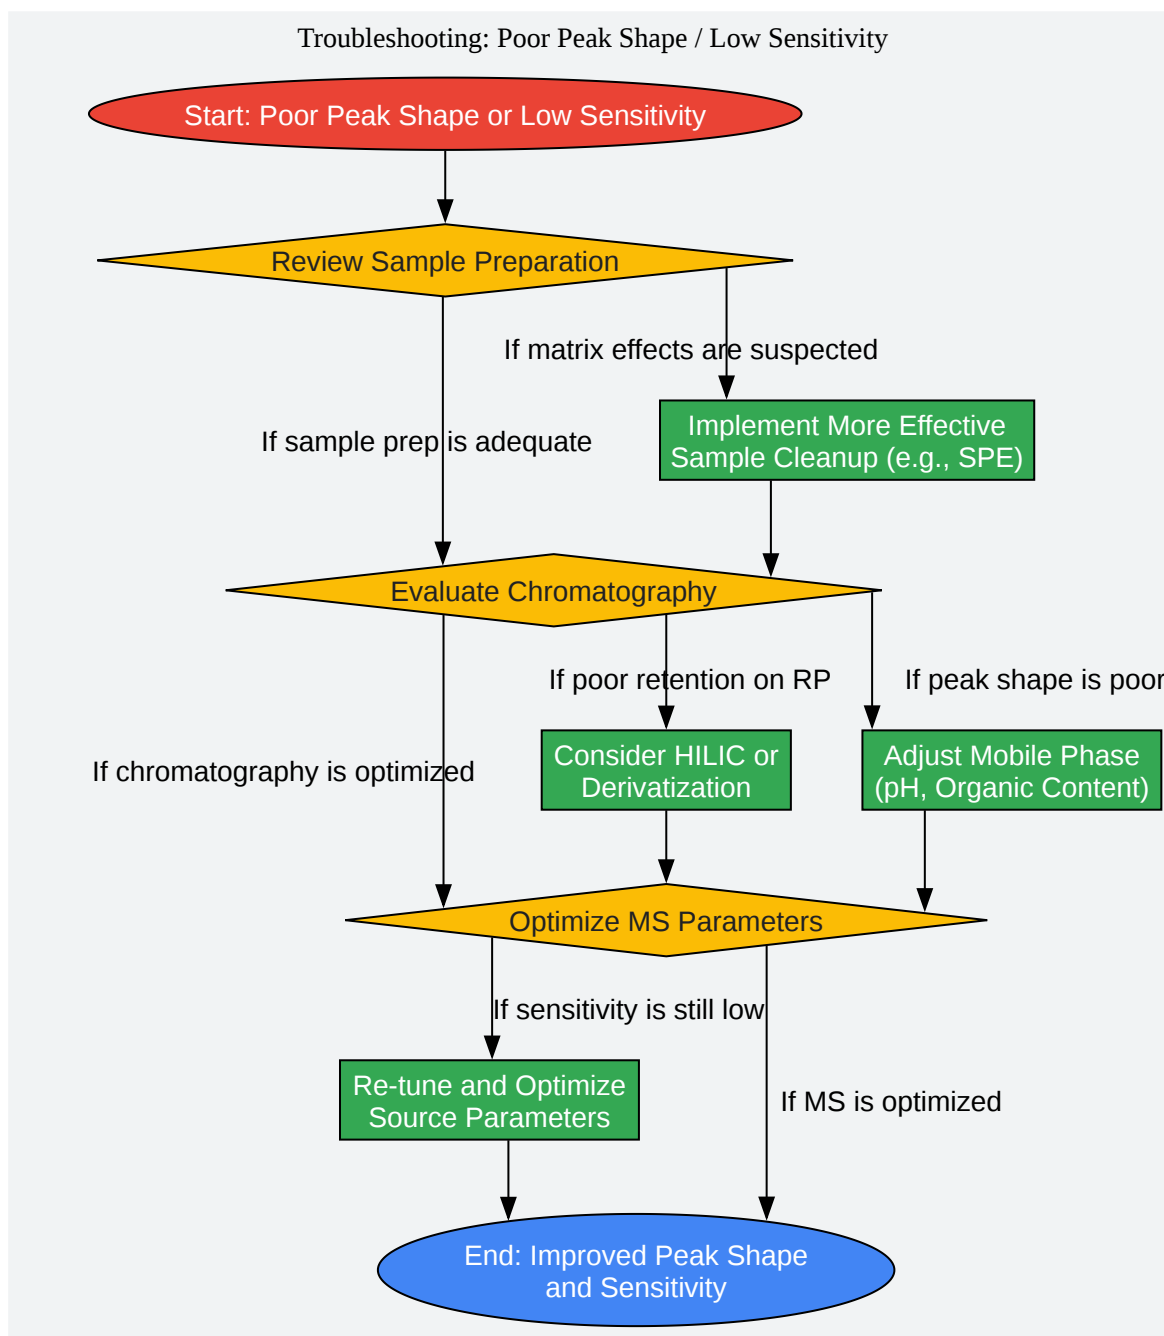 Troubleshooting: Poor Peak Shape / Low Sensitivity
Start: Poor Peak Shape or Low Sensitivity
Review Sample Preparation
If matrix effects are suspected
Implement More Effective
Sample Cleanup (e.g., SPE)
If sample prep is adequate
Evaluate Chromatography
If poor retention on RP
If peak shape is poor
If chromatography is optimized
Consider HILIC or
Derivatization
Adjust Mobile Phase
(pH, Organic Content)
Optimize MS Parameters
If sensitivity is still low
Re-tune and Optimize
Source Parameters
If MS is optimized
End: Improved Peak Shape
and Sensitivity